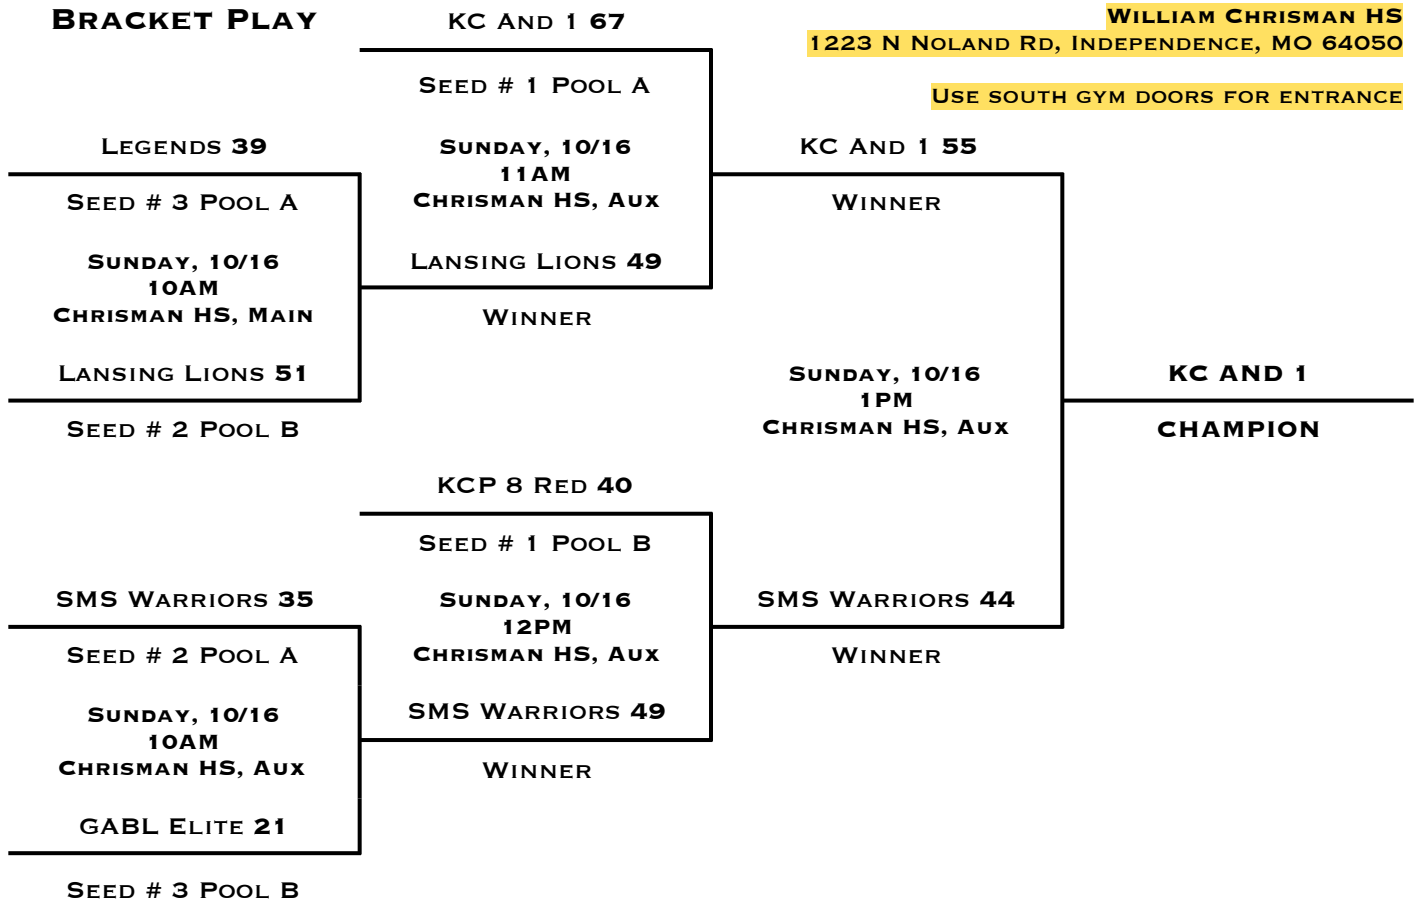 Bracket Play
KC And 1 67
William Chrisman HS
1223 N Noland Rd, Independence, MO 64050
Seed # 1 Pool A
Use south gym doors for entrance
Legends 39
Sunday, 10/16
11AM
Chrisman HS, Aux
KC And 1 55
Seed # 3 Pool A
Winner
Sunday, 10/16
10AM
Chrisman HS, Main
Lansing Lions 49
Winner
Lansing Lions 51
Seed # 2 Pool B
Sunday, 10/16
1PM
Chrisman HS, Aux
KC AND 1
CHAMPION
KCP 8 Red 40
Seed # 1 Pool B
SMS Warriors 35
Sunday, 10/16
12PM
Chrisman HS, Aux
SMS Warriors 44
Seed # 2 Pool A
Winner
Sunday, 10/16
10AM
Chrisman HS, Aux
SMS Warriors 49
Winner
GABL Elite 21
Seed # 3 Pool B